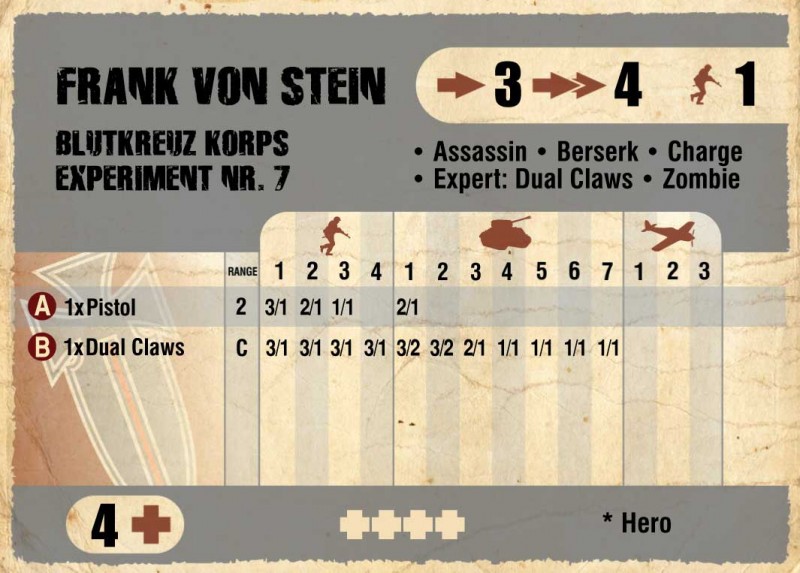 FRANK VON STEIN
3 4 1
BLUTKREUZ KORPS
EXPERIMENT NR. 7
• Assassin • Berserk • Charge
• Expert: Dual Claws • Zombie
RANGE 1 2 3 4 1 2 3 4 5 6 7 1 2 3
A 1x Pistol 2 3/1 2/1 1/1 2/1
B 1x Dual Claws C 3/1 3/1 3/1 3/1 3/2 3/2 2/1 1/1 1/1 1/1 1/1
4
* Hero